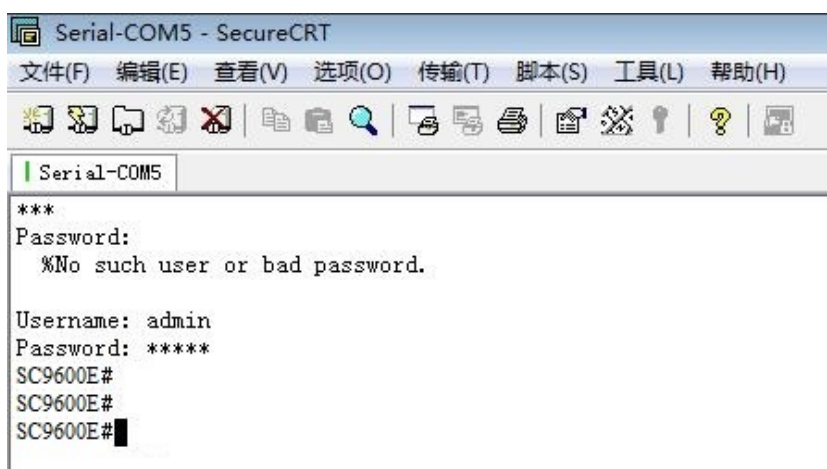 Serial-COM5 - SecureCRT
文件(F) 编辑(E) 查看(V) 选项(O) 传输(T) 脚本(S) 工具(L) 帮助(H)
Serial-COM5
***
Password:
%No such user or bad password.
Username: admin
Password: *****
SC9600E#
SC9600E#
SC9600E#